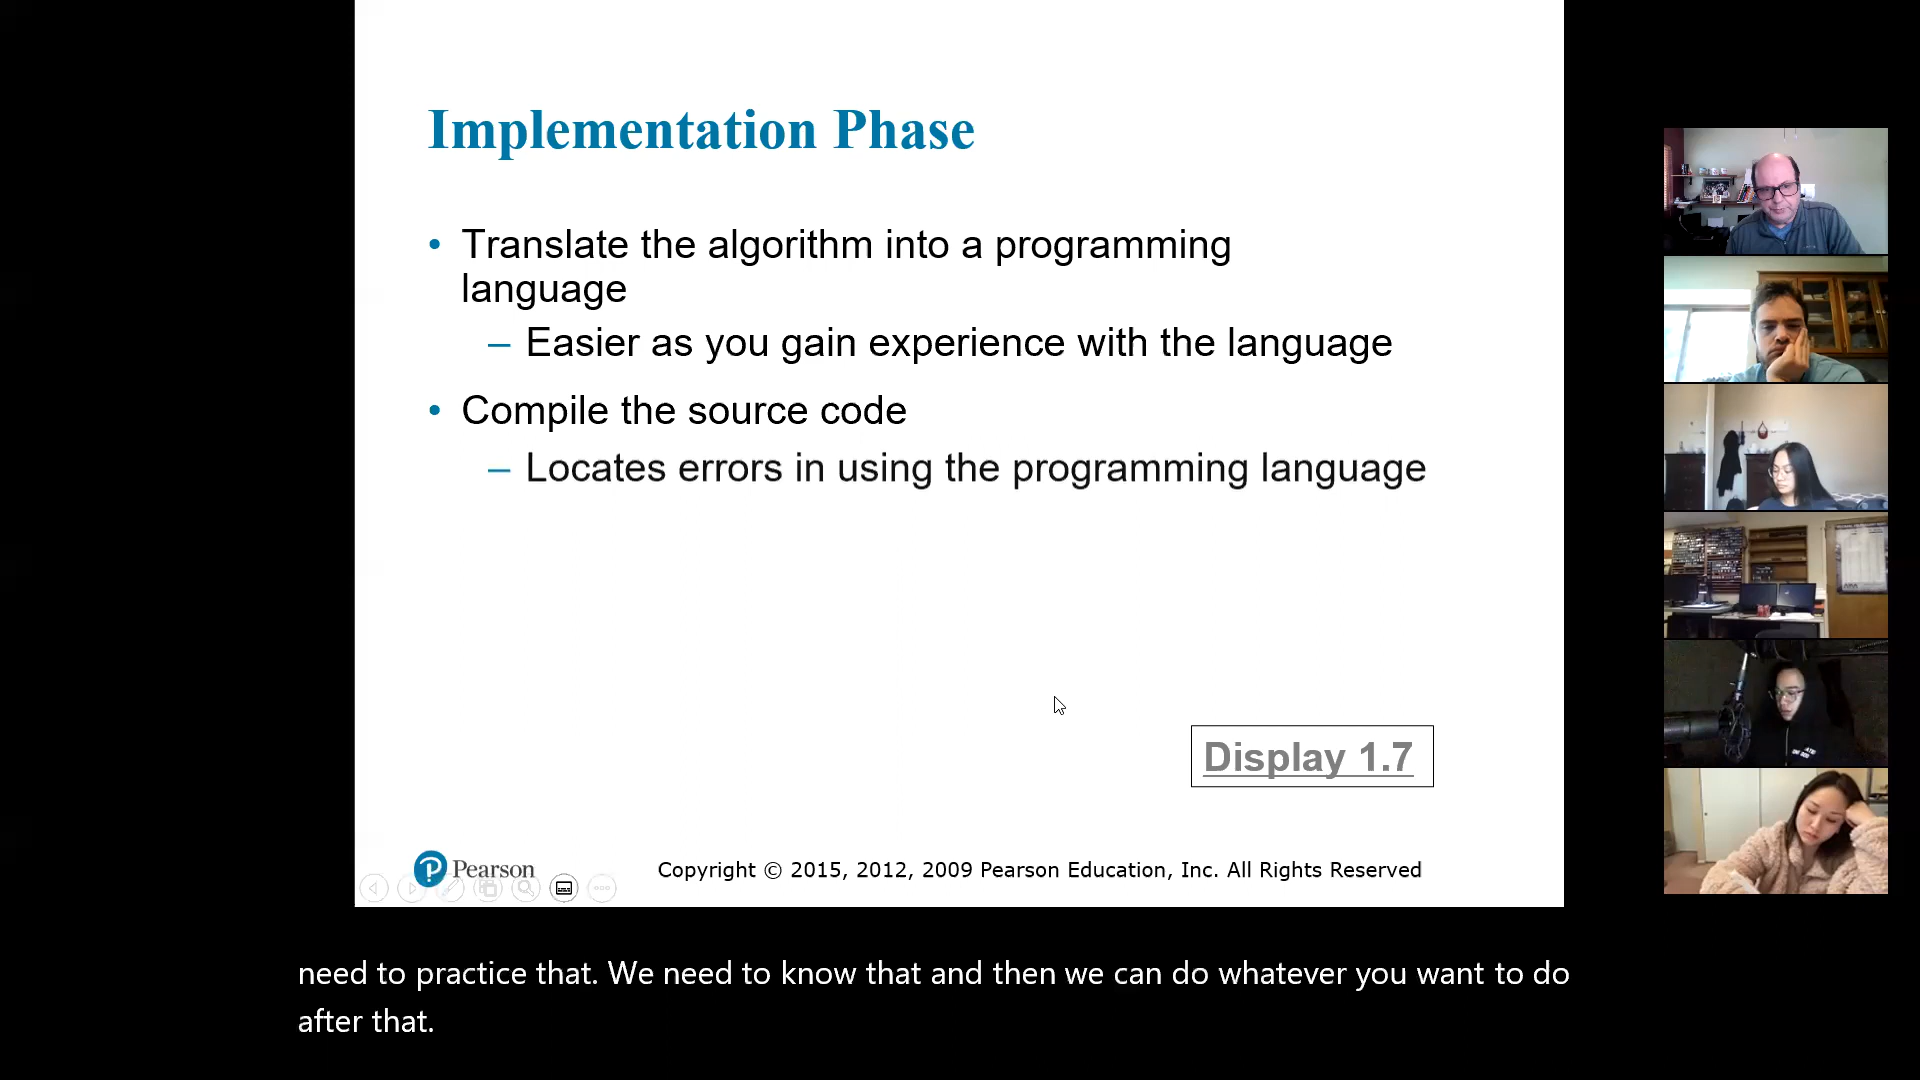 Implementation Phase
• Translate the algorithm into a programming
language
– Easier as you gain experience with the language
• Compile the source code
– Locates errors in using the programming language
Display 1.7
Pearson
Copyright © 2015, 2012, 2009 Pearson Education, Inc. All Rights Reserved
need to practice that. We need to know that and then we can do whatever you want to do
after that.